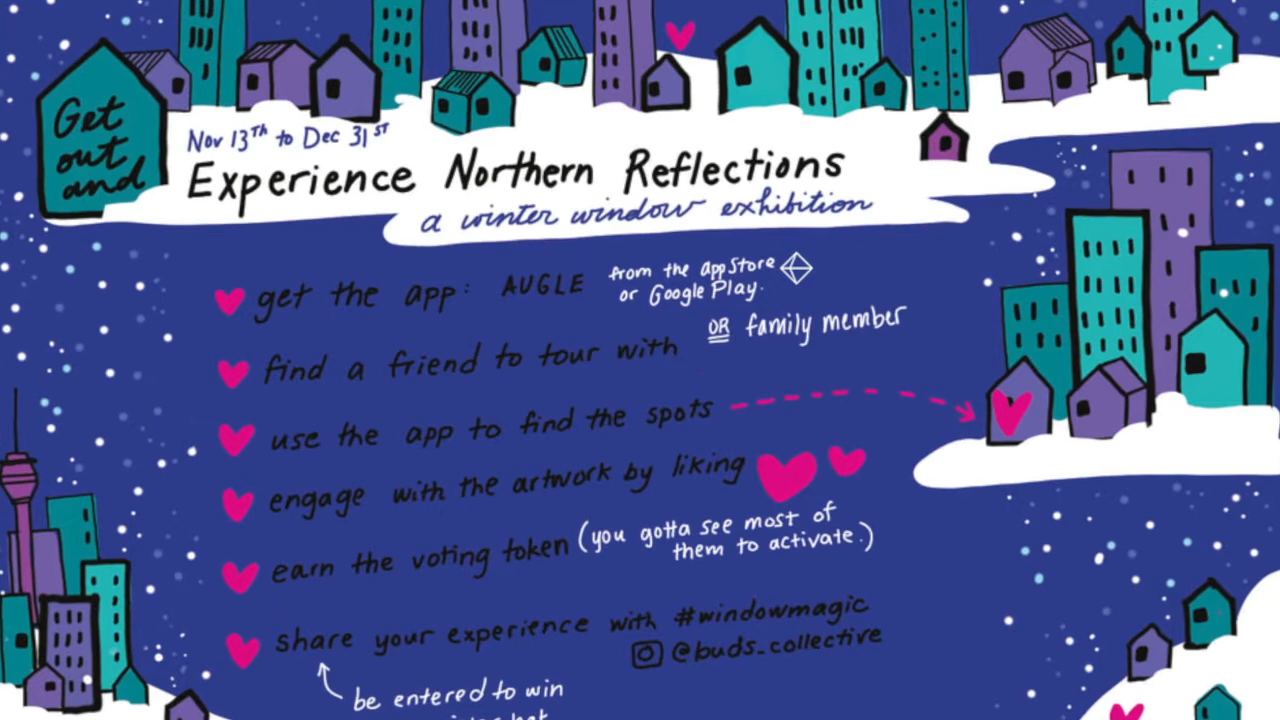 Get
out
and
Nov 13TH to Dec 31ST
Experience Northern Reflections
a winter window exhibition
get the app: AUGLE
from the app Store
or Google Play.
find a friend to tour with
OR family member
use the app to find the spots
engage with the artwork by liking
earn the voting token
(you gotta see most of
them to activate.)
share your experience with #windowmagic
@buds_collective
be entered to win